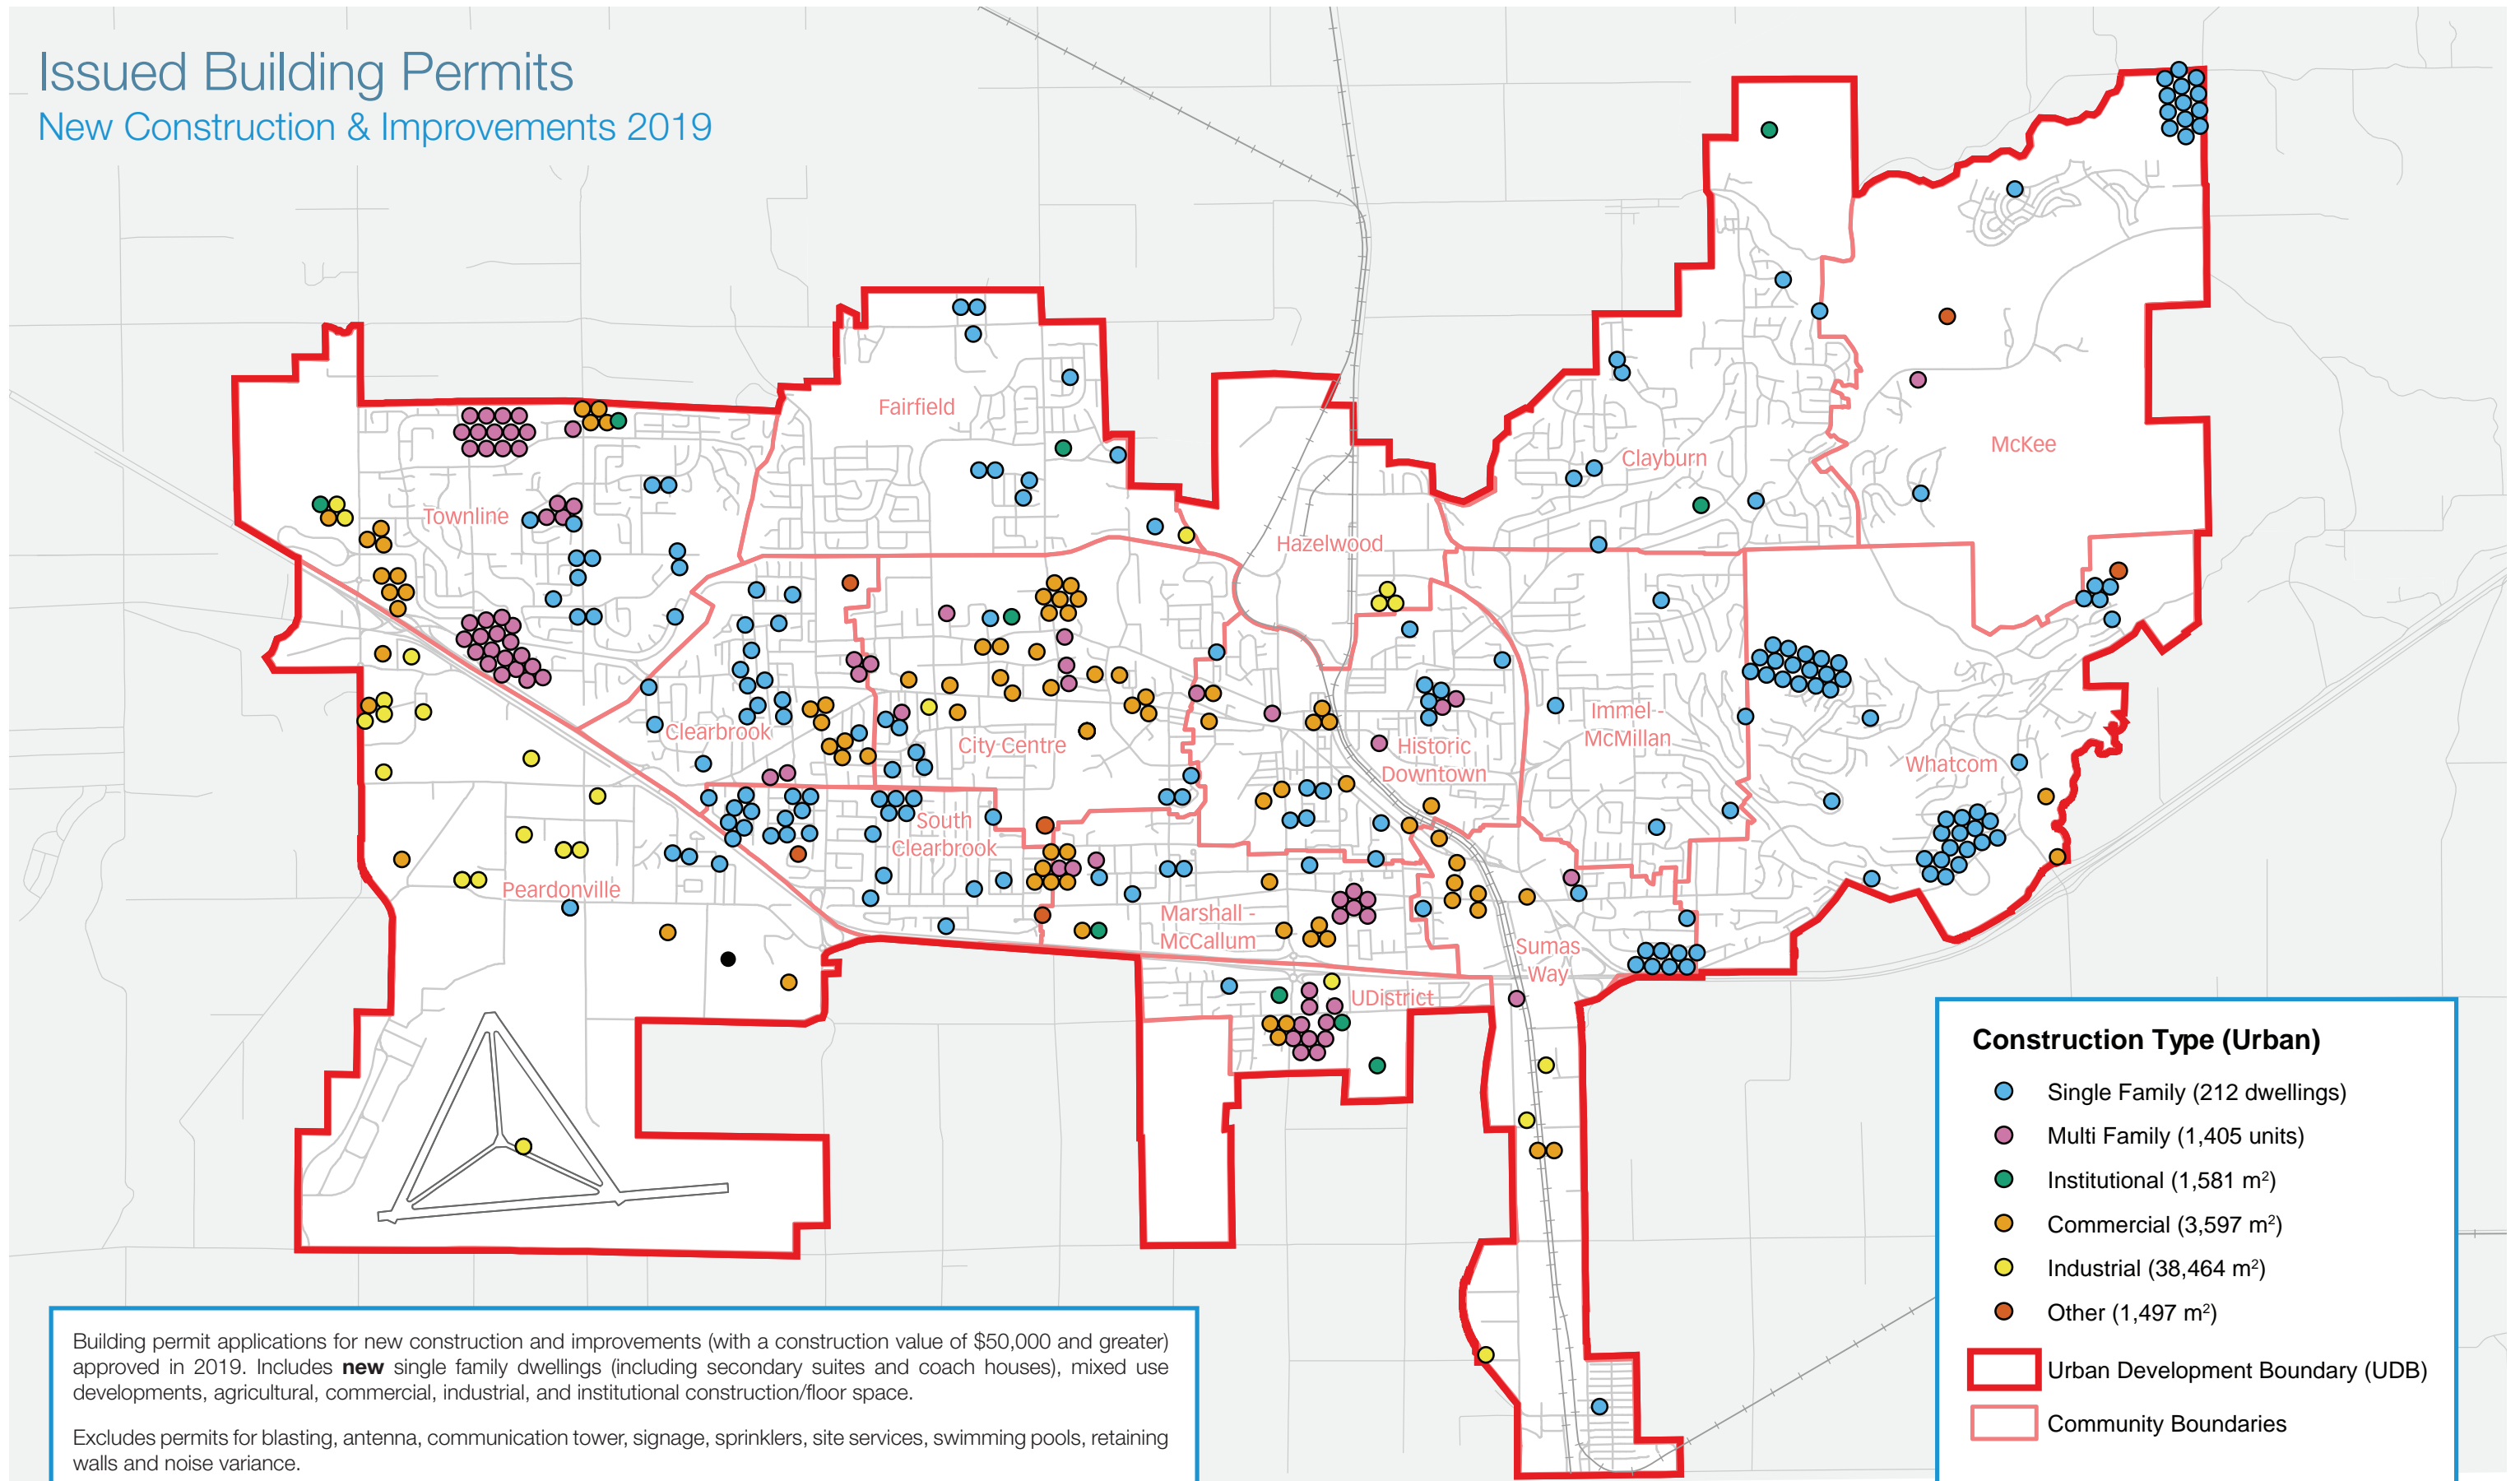 Issued Building Permits
New Construction & Improvements 2019
Fairfield
Clayburn
McKee
Townline
Hazelwood
Clearbrook
City Centre
Historic
Downtown
Immel -
McMillan
Whatcom
South
Clearbrook
Peardonville
Marshall -
McCallum
Sumas
Way
UDistrict
Construction Type (Urban)
Single Family (212 dwellings)
Multi Family (1,405 units)
Institutional (1,581 m²)
Commercial (3,597 m²)
Industrial (38,464 m²)
Other (1,497 m²)
Urban Development Boundary (UDB)
Community Boundaries
Building permit applications for new construction and improvements (with a construction value of $50,000 and greater)
approved in 2019. Includes new single family dwellings (including secondary suites and coach houses), mixed use
developments, agricultural, commercial, industrial, and institutional construction/floor space.
Excludes permits for blasting, antenna, communication tower, signage, sprinklers, site services, swimming pools, retaining
walls and noise variance.